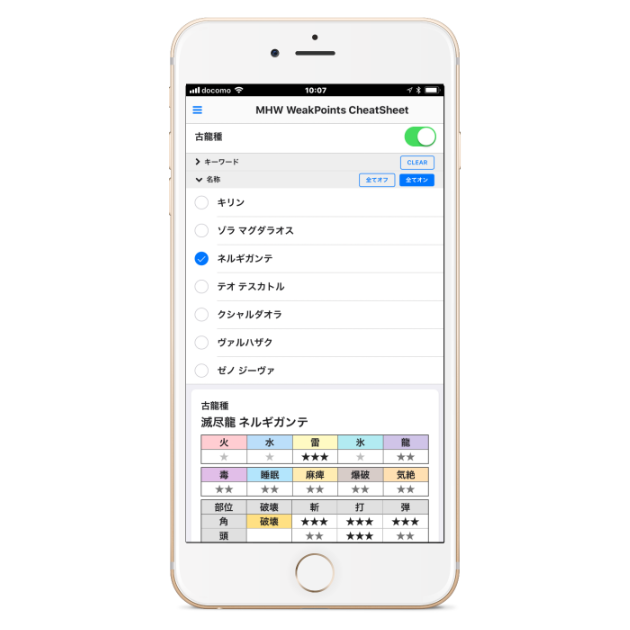 docomo 10:07
MHW WeakPoints CheatSheet
古龍種
キーワード CLEAR
名称 全てオフ 全てオン
キリン
ゾラ マグダラオス
ネルギガンテ
テオ テスカトル
クシャルダオラ
ヴァルハザク
ゼノ ジーヴァ
古龍種
滅尽龍 ネルギガンテ
火 水 雷 氷 龍
★ ★ ★★★ ★ ★★
毒 睡眠 麻痺 爆破 気絶
★★ ★★ ★★ ★★ ★★
部位 破壊 斬 打 弾
角 破壊 ★★★ ★★★ ★★★
頭 ★★ ★★★ ★★